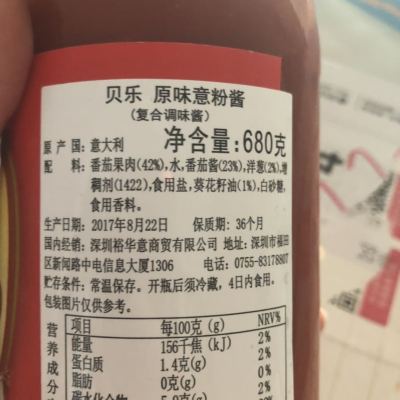 贝乐 原味意粉酱
(复合调味酱)
原产国:意大利 净含量:680克
配 料:番茄果肉(42%),水,番茄酱(23%),洋葱(2%),增
稠剂(1422),食用盐,葵花籽油(1%),白砂糖,
食用香料。
生产日期:2017年8月22日 保质期:36个月
国内经销:深圳裕华意商贸有限公司 地址:深圳市福田
区新闻路中电信息大厦1306 电话:0755-83178807
贮存条件:常温保存。开瓶后须冷藏,4日内食用。
包装图片仅供参考。
营养成分
项目 每100克(g) NRV%
能量 156千焦(kJ) 2%
蛋白质 1.4克(g) 2%
脂肪 0克(g) 0%
碳水化合物